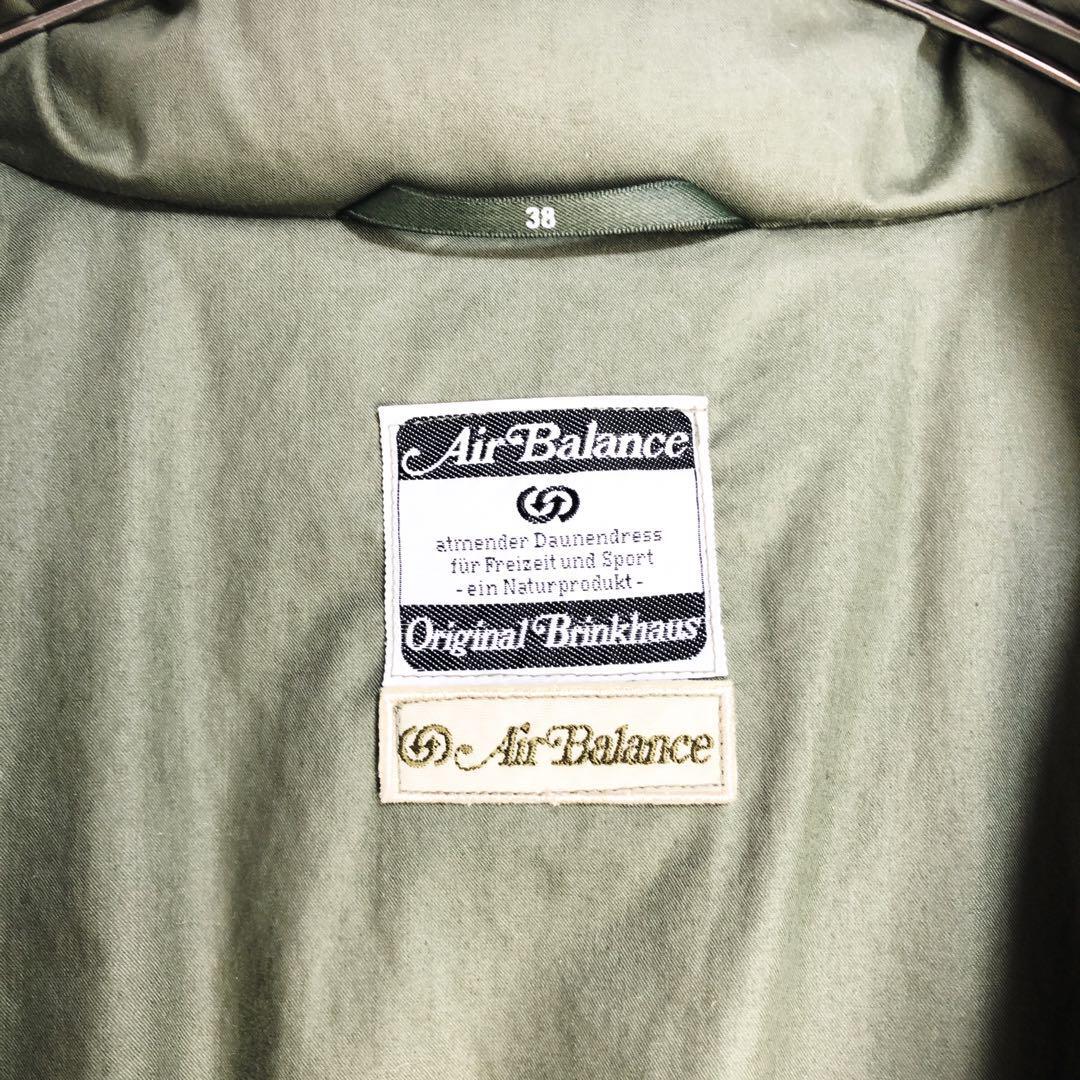 38
Air Balance
atmender Daunendress
für Freizeit und Sport
- ein Naturprodukt -
Original Brinkhaus
Air Balance